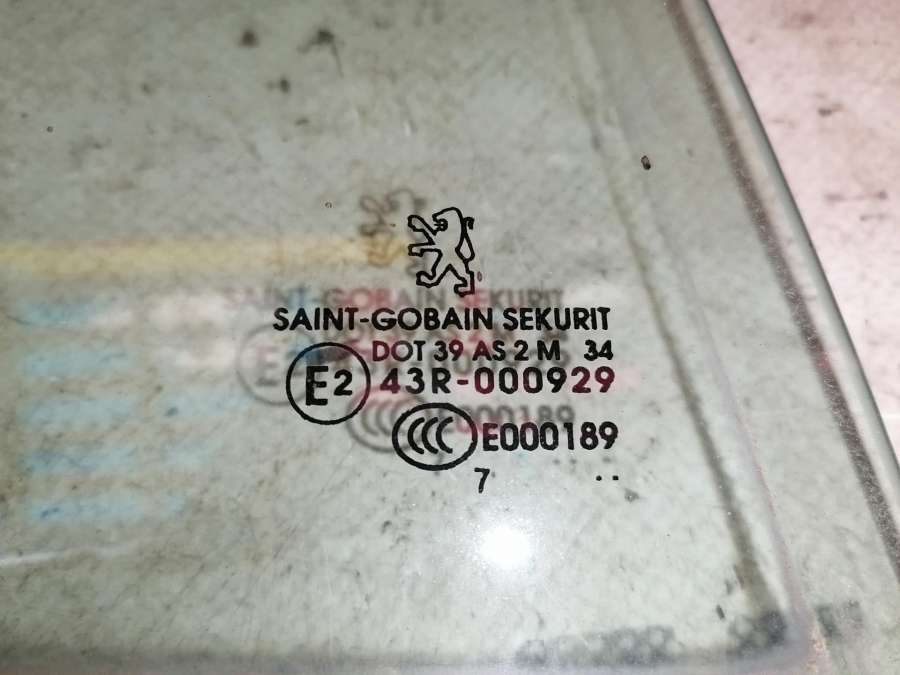 SAINT-GOBAIN SEKURIT
DOT 39 AS 2 M 34
E2 43R-000929
CCC E000189
7 ..